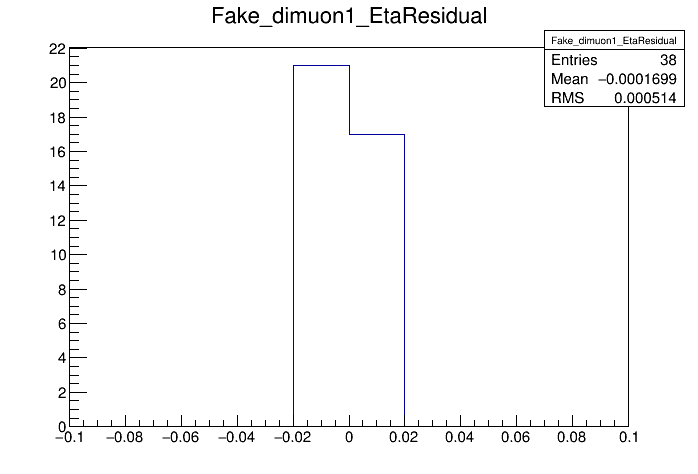 Fake_dimuon1_EtaResidual
Fake_dimuon1_EtaResidual
Entries 38
Mean −0.0001699
RMS 0.000514
22
20
18
16
14
12
10
8
6
4
2
0
−0.1 −0.08 −0.06 −0.04 −0.02 0 0.02 0.04 0.06 0.08 0.1